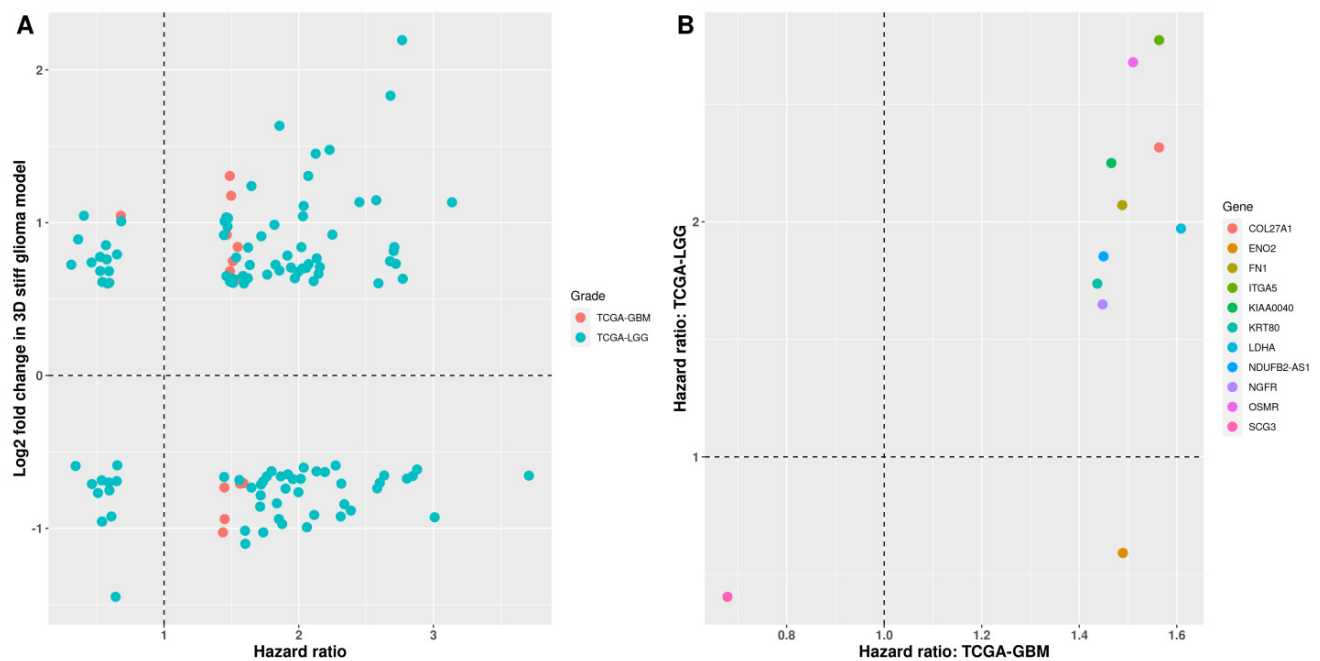 A
Log2 fold change in 3D stiff glioma model
2
1
0
-1
1
2
3
Hazard ratio
Grade
TCGA-GBM
TCGA-LGG
B
Hazard ratio: TCGA-LGG
2
1
0.8
1.0
1.2
1.4
1.6
Hazard ratio: TCGA-GBM
Gene
COL27A1
ENO2
FN1
ITGA5
KIAA0040
KRT80
LDHA
NDUFB2-AS1
NGFR
OSMR
SCG3